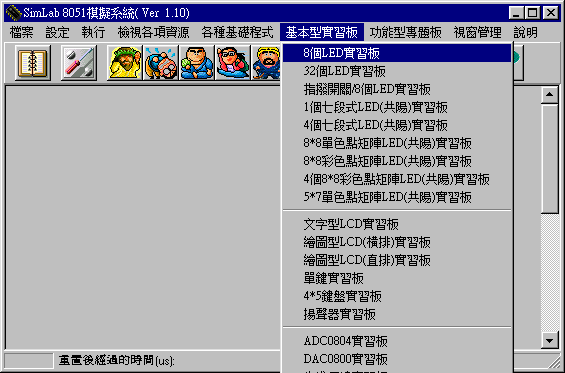 SimLab 8051模擬系統( Ver 1.10)
檔案 設定 執行 檢視各項資源 各種基礎程式 基本型實習板 功能型專題板 視窗管理 說明
8個LED實習板
32個LED實習板
指撥開關/8個LED實習板
1個七段式LED(共陽)實習板
4個七段式LED(共陽)實習板
8*8單色點矩陣LED(共陽)實習板
8*8彩色點矩陣LED(共陽)實習板
4個8*8彩色點矩陣LED(共陽)實習板
5*7單色點矩陣LED(共陽)實習板
文字型LCD實習板
繪圖型LCD(橫排)實習板
繪圖型LCD(直排)實習板
單鍵實習板
4*5鍵盤實習板
揚聲器實習板
ADC0804實習板
DAC0800實習板
重置後經過的時間(us):